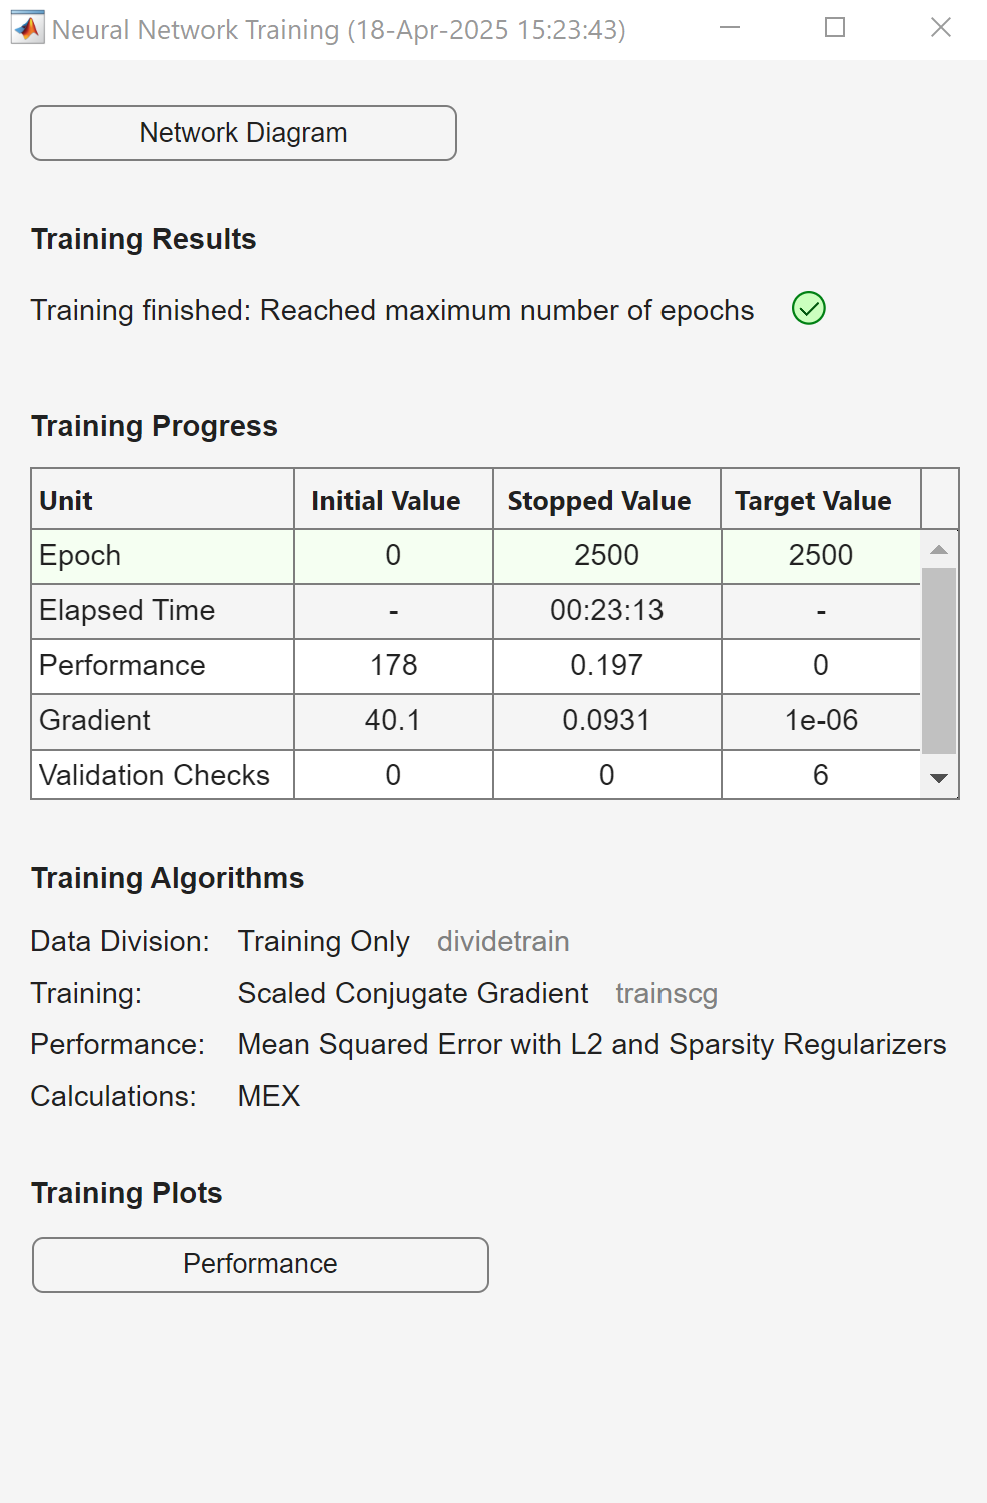 Neural Network Training (18-Apr-2025 15:23:43)
Network Diagram
Training Results
Training finished: Reached maximum number of epochs
Training Progress
Unit Initial Value Stopped Value Target Value
Epoch 0 2500 2500
Elapsed Time - 00:23:13 -
Performance 178 0.197 0
Gradient 40.1 0.0931 1e-06
Validation Checks 0 0 6
Training Algorithms
Data Division: Training Only dividetrain
Training: Scaled Conjugate Gradient trainscg
Performance: Mean Squared Error with L2 and Sparsity Regularizers
Calculations: MEX
Training Plots
Performance